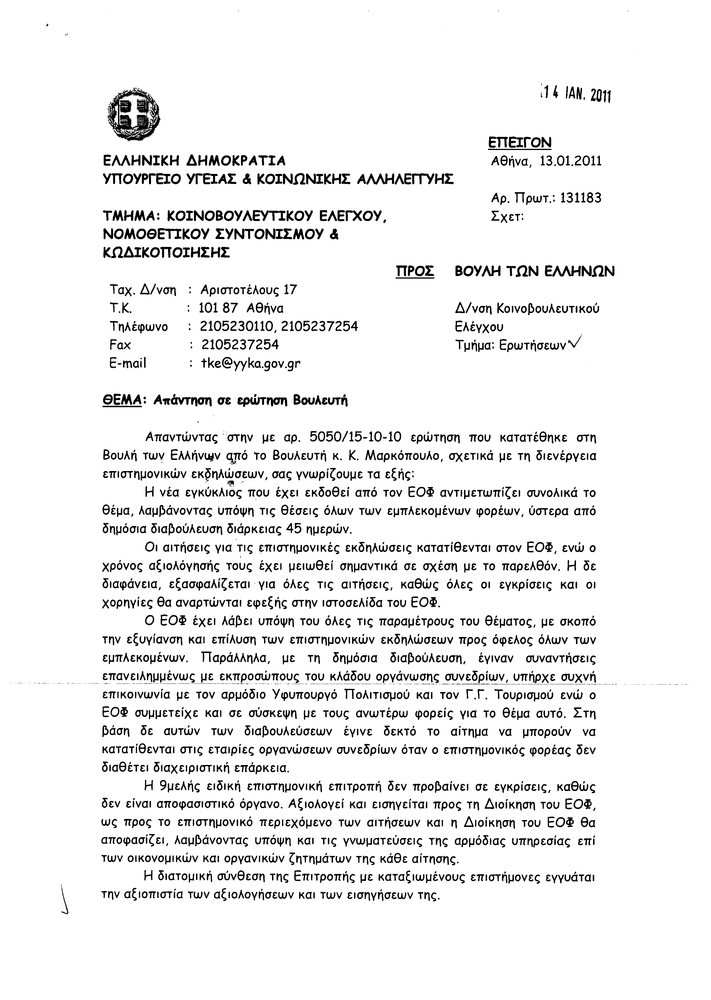 14 ΙΑΝ. 2011
ΕΠΕΙΓΟΝ
ΕΛΛΗΝΙΚΗ ΔΗΜΟΚΡΑΤΙΑ
Αθήνα, 13.01.2011
ΥΠΟΥΡΓΕΙΟ ΥΓΕΙΑΣ & ΚΟΙΝΩΝΙΚΗΣ ΑΛΛΗΛΕΓΓΥΗΣ
Αρ. Πρωτ.: 131183
ΤΜΗΜΑ: ΚΟΙΝΟΒΟΥΛΕΥΤΙΚΟΥ ΕΛΕΓΧΟΥ,
Σχετ:
ΝΟΜΟΘΕΤΙΚΟΥ ΣΥΝΤΟΝΙΣΜΟΥ &
ΚΩΔΙΚΟΠΟΙΗΣΗΣ
ΠΡΟΣ ΒΟΥΛΗ ΤΩΝ ΕΛΛΗΝΩΝ
Ταχ. Δ/νση : Αριστοτέλους 17
Τ.Κ. : 101 87 Αθήνα
Δ/νση Κοινοβουλευτικού
Τηλέφωνο : 2105230110, 2105237254
Ελέγχου
Fax : 2105237254
Τμήμα: Ερωτήσεων
E-mail : tke@yyka.gov.gr
ΘΕΜΑ: Απάντηση σε ερώτηση Βουλευτή
Απαντώντας στην με αρ. 5050/15-10-10 ερώτηση που κατατέθηκε στη
Βουλή των Ελλήνων από το Βουλευτή κ. Κ. Μαρκόπουλο, σχετικά με τη διενέργεια
επιστημονικών εκδηλώσεων, σας γνωρίζουμε τα εξής:
Η νέα εγκύκλιος που έχει εκδοθεί από τον ΕΟΦ αντιμετωπίζει συνολικά το
θέμα, λαμβάνοντας υπόψη τις θέσεις όλων των εμπλεκομένων φορέων, ύστερα από
δημόσια διαβούλευση διάρκειας 45 ημερών.
Οι αιτήσεις για τις επιστημονικές εκδηλώσεις κατατίθενται στον ΕΟΦ, ενώ ο
χρόνος αξιολόγησής τους έχει μειωθεί σημαντικά σε σχέση με το παρελθόν. Η δε
διαφάνεια, εξασφαλίζεται για όλες τις αιτήσεις, καθώς όλες οι εγκρίσεις και οι
χορηγίες θα αναρτώνται εφεξής στην ιστοσελίδα του ΕΟΦ.
Ο ΕΟΦ έχει λάβει υπόψη του όλες τις παραμέτρους του θέματος, με σκοπό
την εξυγίανση και επίλυση των επιστημονικών εκδηλώσεων προς όφελος όλων των
εμπλεκομένων. Παράλληλα, με τη δημόσια διαβούλευση, έγιναν συναντήσεις
επανειλημμένως με εκπροσώπους του κλάδου οργάνωσης συνεδρίων, υπήρχε συχνή
επικοινωνία με τον αρμόδιο Υφυπουργό Πολιτισμού και τον Γ.Γ. Τουρισμού ενώ ο
ΕΟΦ συμμετείχε και σε σύσκεψη με τους ανωτέρω φορείς για το θέμα αυτό. Στη
βάση δε αυτών των διαβουλεύσεων έγινε δεκτό το αίτημα να μπορούν να
κατατίθενται στις εταιρίες οργανώσεων συνεδρίων όταν ο επιστημονικός φορέας δεν
διαθέτει διαχειριστική επάρκεια.
Η 9μελής ειδική επιστημονική επιτροπή δεν προβαίνει σε εγκρίσεις, καθώς
δεν είναι αποφασιστικό όργανο. Αξιολογεί και εισηγείται προς τη Διοίκηση του ΕΟΦ,
ως προς το επιστημονικό περιεχόμενο των αιτήσεων και η Διοίκηση του ΕΟΦ θα
αποφασίζει, λαμβάνοντας υπόψη και τις γνωματεύσεις της αρμόδιας υπηρεσίας επί
των οικονομικών και οργανικών ζητημάτων της κάθε αίτησης.
Η διατομική σύνθεση της Επιτροπής με καταξιωμένους επιστήμονες εγγυάται
την αξιοπιστία των αξιολογήσεων και των εισηγήσεων της.